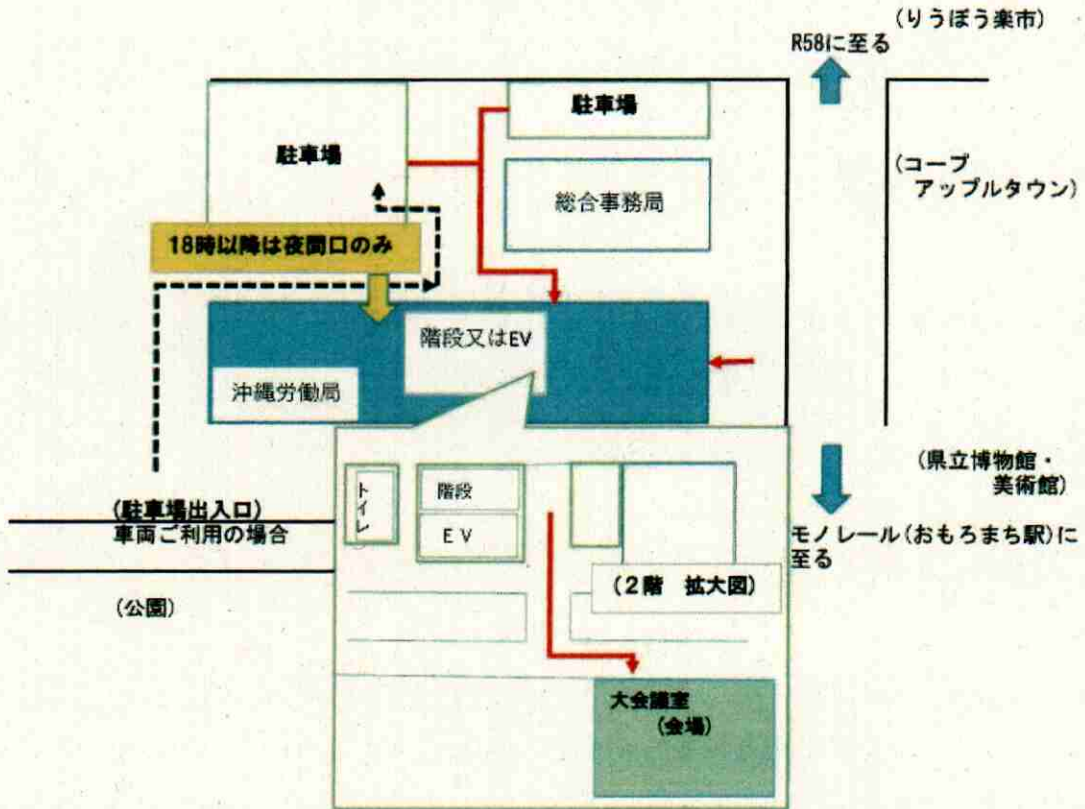 (りうぼう楽市)
R58に至る
駐車場
駐車場
(コープ
アップルタウン)
総合事務局
18時以降は夜間口のみ
階段又はEV
沖縄労働局
(県立博物館・
美術館)
トイレ
階段
EV
(駐車場出入口)
車両ご利用の場合
モノレール(おもろまち駅)に
至る
(2階 拡大図)
(公園)
大会議室
(会場)